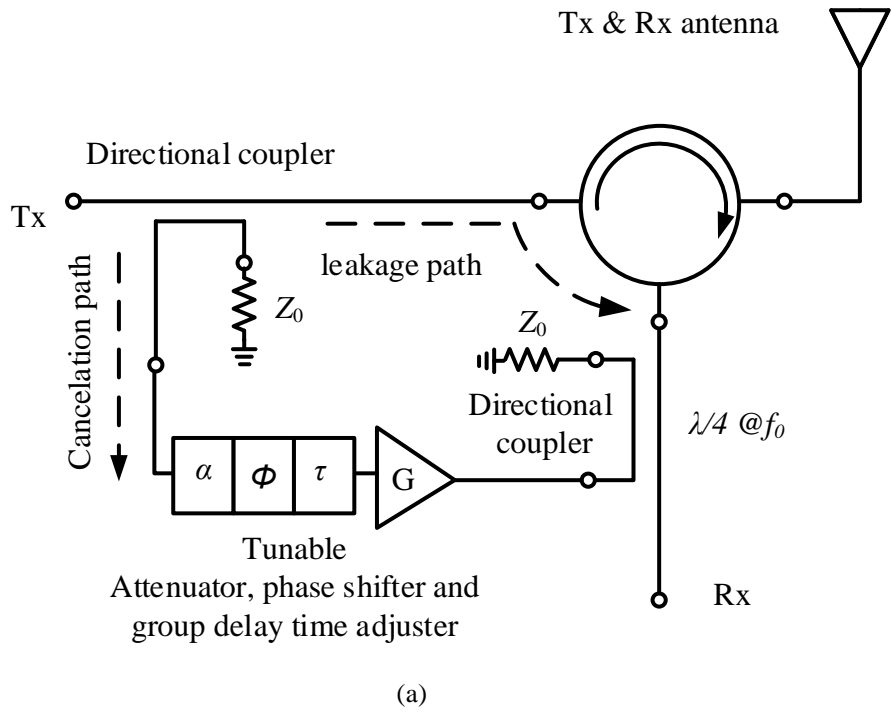 Tx & Rx antenna
Directional coupler
Tx
leakage path
Z0
Cancelation path
Z0
Directional
coupler
λ/4 @f0
α Φ τ G
Tunable
Attenuator, phase shifter and
group delay time adjuster
Rx
(a)